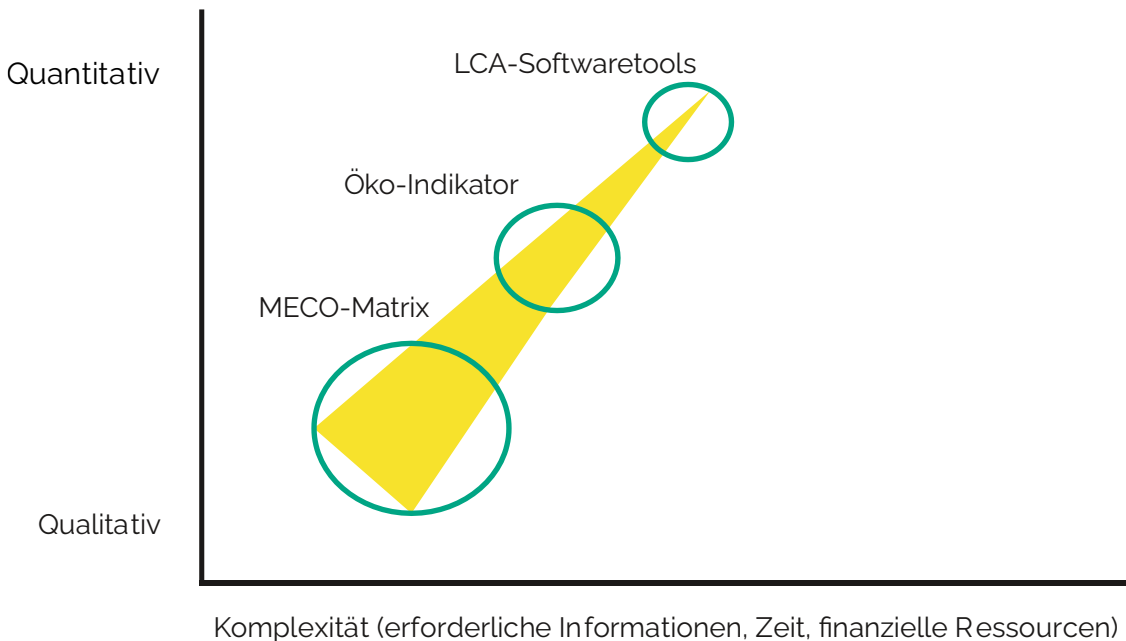 LCA-Softwaretools
Quantitativ
Öko-Indikator
MECO-Matrix
Qualitativ
Komplexität (erforderliche Informationen, Zeit, finanzielle Ressourcen)